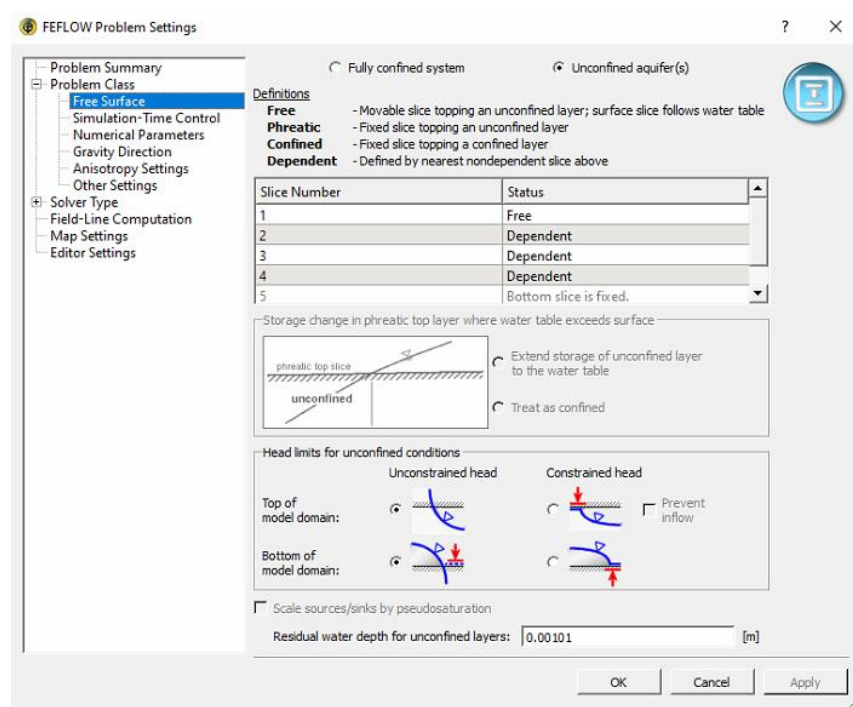 FEFLOW Problem Settings
? ×
Problem Summary
Problem Class
Free Surface
Simulation-Time Control
Numerical Parameters
Gravity Direction
Anisotropy Settings
Other Settings
Solver Type
Field-Line Computation
Map Settings
Editor Settings
Fully confined system Unconfined aquifer(s)
Definitions
Free - Movable slice topping an unconfined layer; surface slice follows water table
Phreatic - Fixed slice topping an unconfined layer
Confined - Fixed slice topping a confined layer
Dependent - Defined by nearest nondependent slice above
Slice Number Status
1 Free
2 Dependent
3 Dependent
4 Dependent
5 Bottom slice is fixed.
Storage change in phreatic top layer where water table exceeds surface
phreatic top slice
unconfined
Extend storage of unconfined layer
to the water table
Treat as confined
Head limits for unconfined conditions
Unconstrained head Constrained head
Top of
model domain:
Prevent
inflow
Bottom of
model domain:
Scale sources/sinks by pseudosaturation
Residual water depth for unconfined layers: 0.00101 [m]
OK Cancel Apply